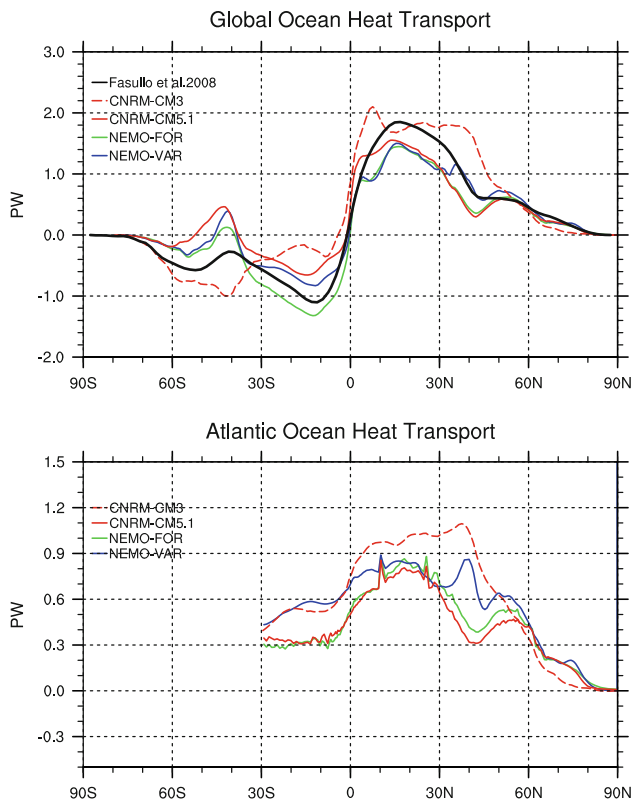 Global Ocean Heat Transport
3.0
2.0
1.0
0.0
-1.0
-2.0
PW
Fasullo et al.2008
CNRM-CM3
CNRM-CM5.1
NEMO-FOR
NEMO-VAR
90S 60S 30S 0 30N 60N 90N
Atlantic Ocean Heat Transport
1.5
1.2
0.9
0.6
0.3
0.0
-0.3
PW
CNRM-CM3
CNRM-CM5.1
NEMO-FOR
NEMO-VAR
90S 60S 30S 0 30N 60N 90N